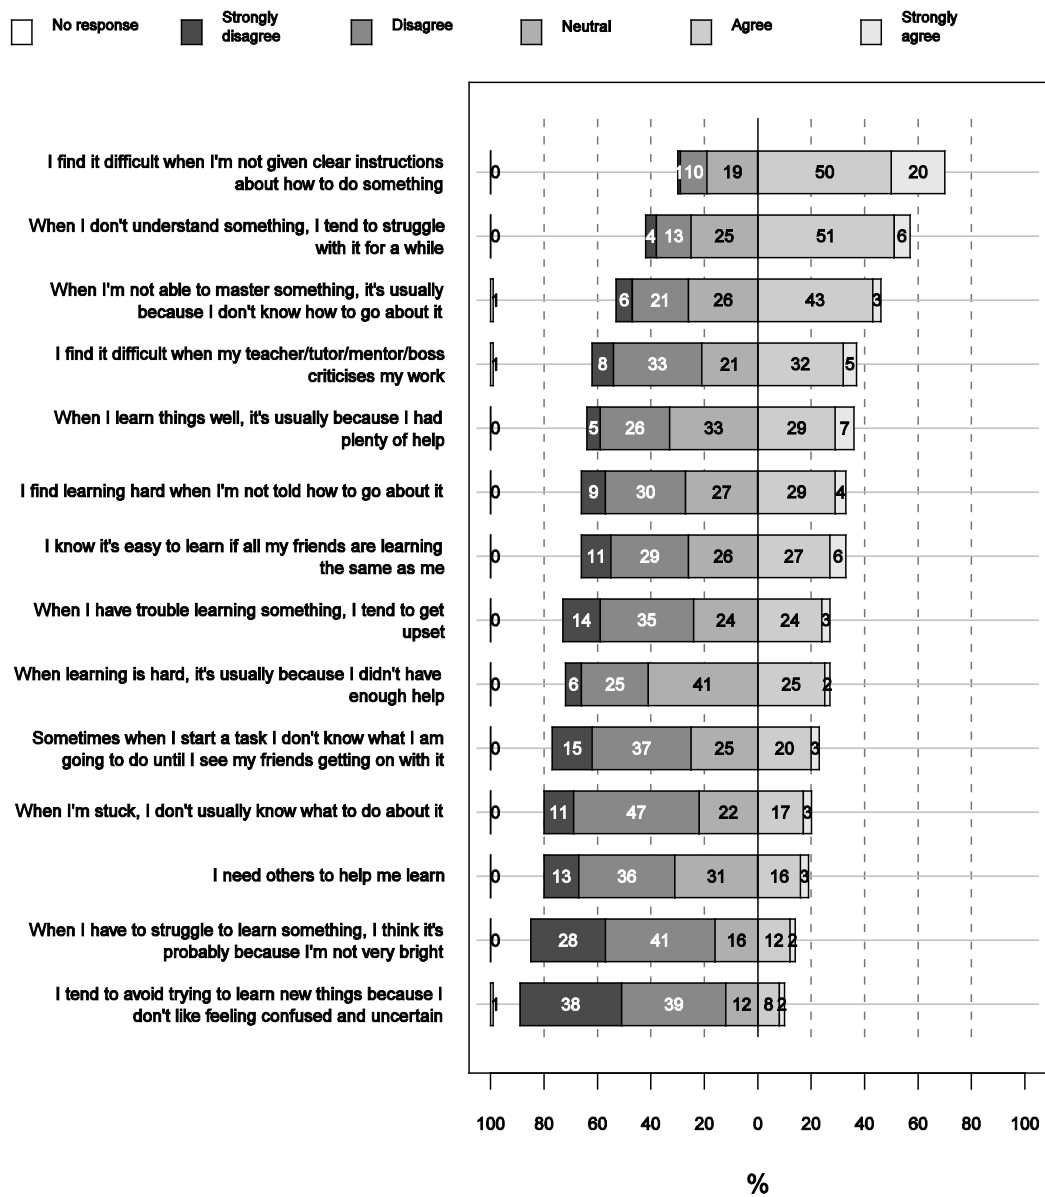 No response
Strongly
disagree
Disagree
Neutral
Agree
Strongly
agree
I find it difficult when I'm not given clear instructions
about how to do something
0 1 10 19 50 20
When I don't understand something, I tend to struggle
with it for a while
0 4 13 25 51 6
When I'm not able to master something, it's usually
because I don't know how to go about it
1 6 21 26 43 3
I find it difficult when my teacher/tutor/mentor/boss
criticises my work
1 8 33 21 32 5
When I learn things well, it's usually because I had
plenty of help
0 5 26 33 29 7
I find learning hard when I'm not told how to go about it
0 9 30 27 29 4
I know it's easy to learn if all my friends are learning
the same as me
0 11 29 26 27 6
When I have trouble learning something, I tend to get
upset
0 14 35 24 24 3
When learning is hard, it's usually because I didn't have
enough help
0 6 25 41 25 2
Sometimes when I start a task I don't know what I am
going to do until I see my friends getting on with it
0 15 37 25 20 3
When I'm stuck, I don't usually know what to do about it
0 11 47 22 17 3
I need others to help me learn
0 13 36 31 16 3
When I have to struggle to learn something, I think it's
probably because I'm not very bright
0 28 41 16 12 2
I tend to avoid trying to learn new things because I
don't like feeling confused and uncertain
1 38 39 12 8 2
100 80 60 40 20 0 20 40 60 80 100
%